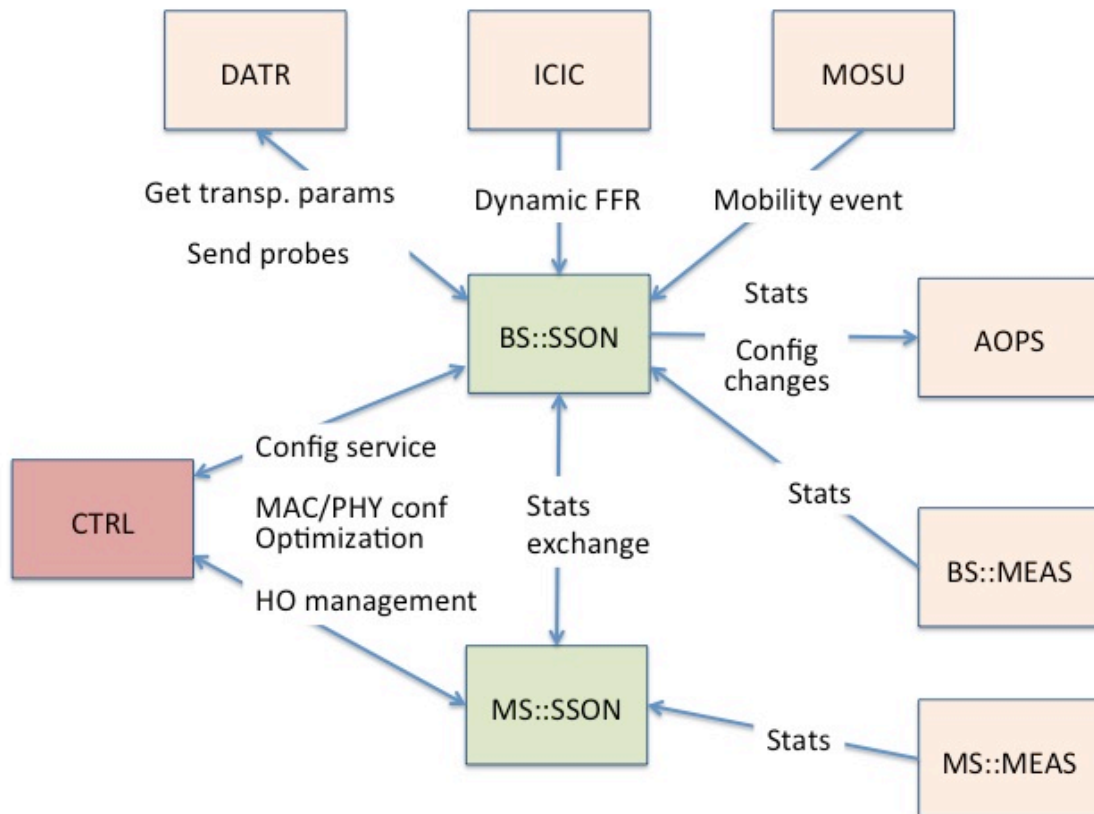 DATR
ICIC
MOSU
Get transp. params
Dynamic FFR
Mobility event
Send probes
Stats
BS::SSON
AOPS
Config
changes
Config service
Stats
CTRL
MAC/PHY conf
Optimization
Stats
exchange
BS::MEAS
HO management
MS::SSON
Stats
MS::MEAS